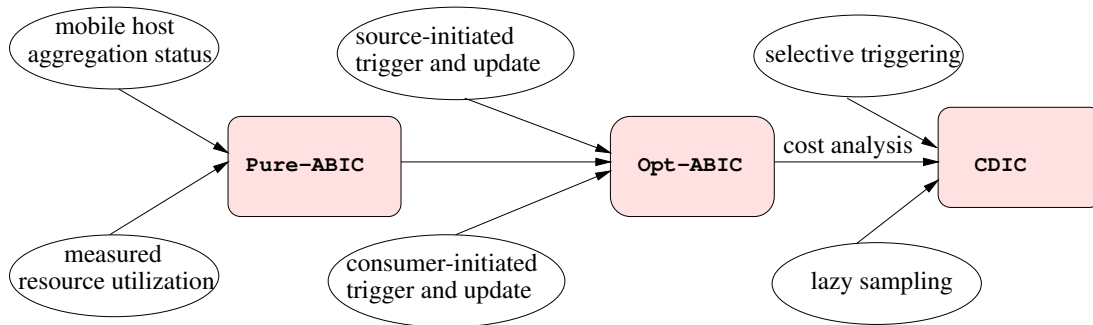 mobile host
aggregation status
source-initiated
trigger and update
selective triggering
Pure-ABIC
Opt-ABIC
cost analysis
CDIC
measured
resource utilization
consumer-initiated
trigger and update
lazy sampling